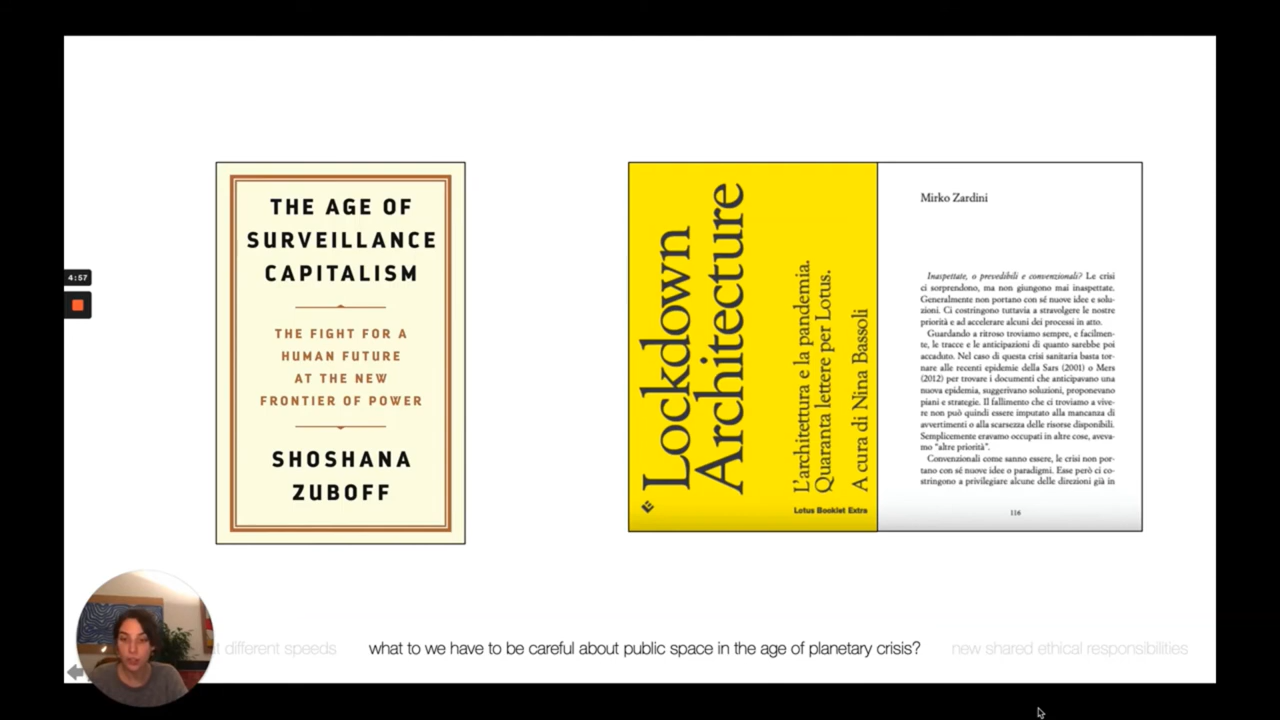 THE AGE OF
SURVEILLANCE
CAPITALISM
THE FIGHT FOR A
HUMAN FUTURE
AT THE NEW
FRONTIER OF POWER
SHOSHANA
ZUBOFF
4:57
Lockdown
Architecture
L'architettura e la pandemia.
Quaranta lettere per Lotus.
A cura di Nina Bassoli
Lotus Booklet Extra
Mirko Zardini
Inaspettate, o prevedibili e convenzionali? Le crisi
ci sorprendono, ma non giungono mai inaspettate.
Generalmente non portano con sé nuove idee e solu-
zioni. Ci costringono tuttavia a stravolgere le nostre
priorità e ad accelerare alcuni dei processi in atto.
Guardando a ritroso troviamo sempre, e facilmen-
te, le tracce e le anticipazioni di quanto sarebbe poi
accaduto. Nel caso di questa crisi sanitaria basta tor-
nare alle recenti epidemie della Sars (2001) o Mers
(2012) per trovare i documenti che anticipavano una
nuova epidemia, suggerivano soluzioni, proponevano
piani e strategie. Il fallimento che ci troviamo a vive-
re non può quindi essere imputato alla mancanza di
avvertimenti o alla scarsezza delle risorse disponibili.
Semplicemente eravamo occupati in altre cose, aveva-
mo "altre priorità".
Convenzionali come sanno essere, le crisi non por-
tano con sé nuove idee o paradigmi. Esse però ci co-
stringono a privilegiare alcune delle direzioni già in
116
different speeds
what to we have to be careful about public space in the age of planetary crisis?
new shared ethical responsibilities